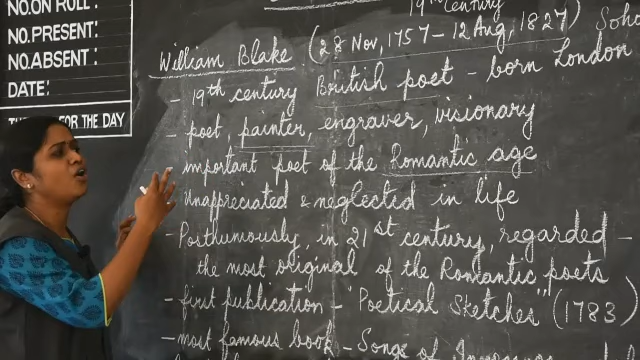 NO.ON ROLL:
NO.PRESENT:
NO.ABSENT:
DATE:
FOR THE DAY
19th Century
William Blake (28 Nov, 1757 – 12 Aug, 1827) Soho
- 19th century British poet - born London
- poet, painter, engraver, visionary
- important poet of the Romantic age
- Unappreciated & neglected in life
- Posthumously, in 21st century, regarded -
the most original of the Romantic poets
- first publication - "Poetical Sketches" (1783)
- most famous book - Songs of Innocence